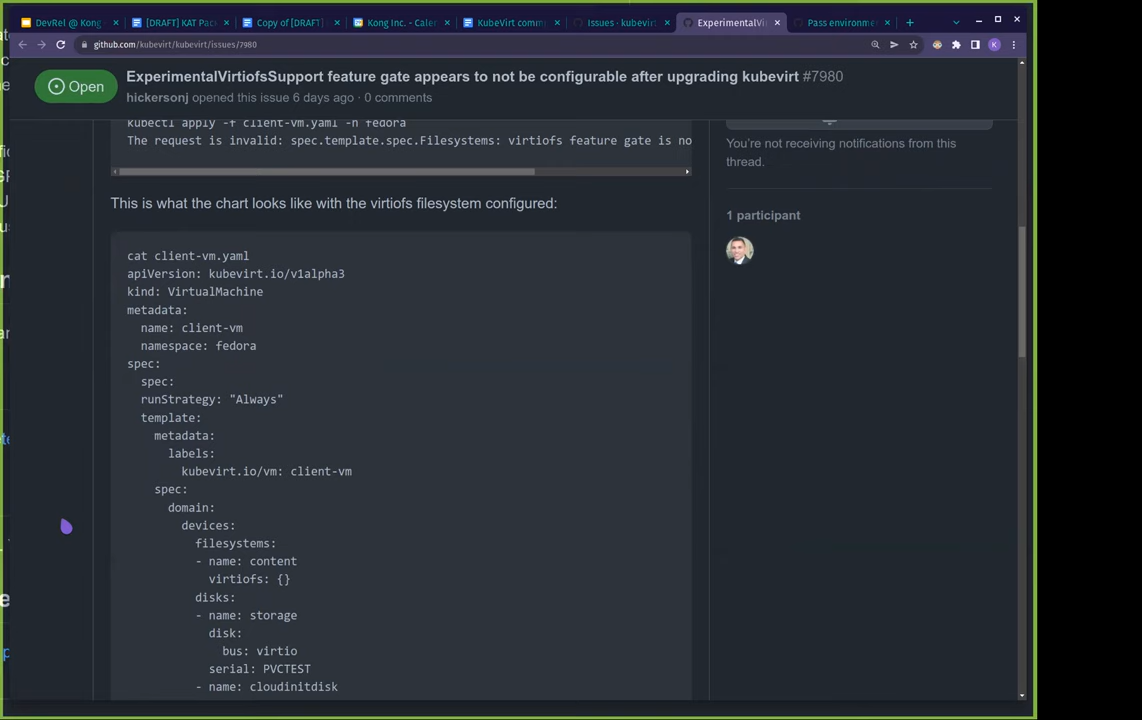 DevRel @ Kong
[DRAFT] KAT Pac
Copy of [DRAFT]
Kong Inc. - Caler
KubeVirt comm
Issues · kubevirt
ExperimentalVir
Pass environme
github.com/kubevirt/kubevirt/issues/7980
K
Open
ExperimentalVirtiofsSupport feature gate appears to not be configurable after upgrading kubevirt #7980
hickersonj opened this issue 6 days ago · 0 comments
kubectl apply -f client-vm.yaml -n fedora
The request is invalid: spec.template.spec.Filesystems: virtiofs feature gate is no
You're not receiving notifications from this
thread.
This is what the chart looks like with the virtiofs filesystem configured:
1 participant
cat client-vm.yaml
apiVersion: kubevirt.io/v1alpha3
kind: VirtualMachine
metadata:
name: client-vm
namespace: fedora
spec:
spec:
runStrategy: "Always"
template:
metadata:
labels:
kubevirt.io/vm: client-vm
spec:
domain:
devices:
filesystems:
- name: content
virtiofs: {}
disks:
- name: storage
disk:
bus: virtio
serial: PVCTEST
- name: cloudinitdisk